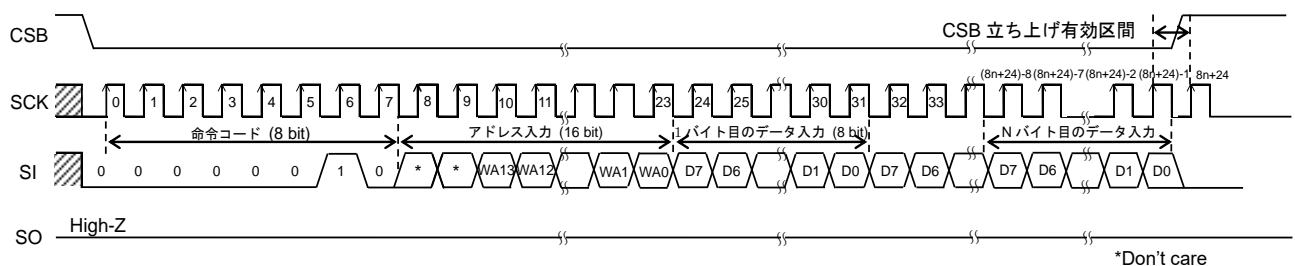 CSB
CSB 立ち上げ有効区間
(8n+24)-8 (8n+24)-7 (8n+24)-2 (8n+24)-1 8n+24
SCK
0 1 2 3 4 5 6 7 8 9 10 11 23 24 25 30 31 32 33
命令コード (8 bit)
アドレス入力 (16 bit)
1 バイト目のデータ入力 (8 bit)
N バイト目のデータ入力
SI
0 0 0 0 0 0 1 0 * * WA13 WA12 WA1 WA0 D7 D6 D1 D0 D7 D6 D7 D6 D1 D0
SO
High-Z
*Don't care